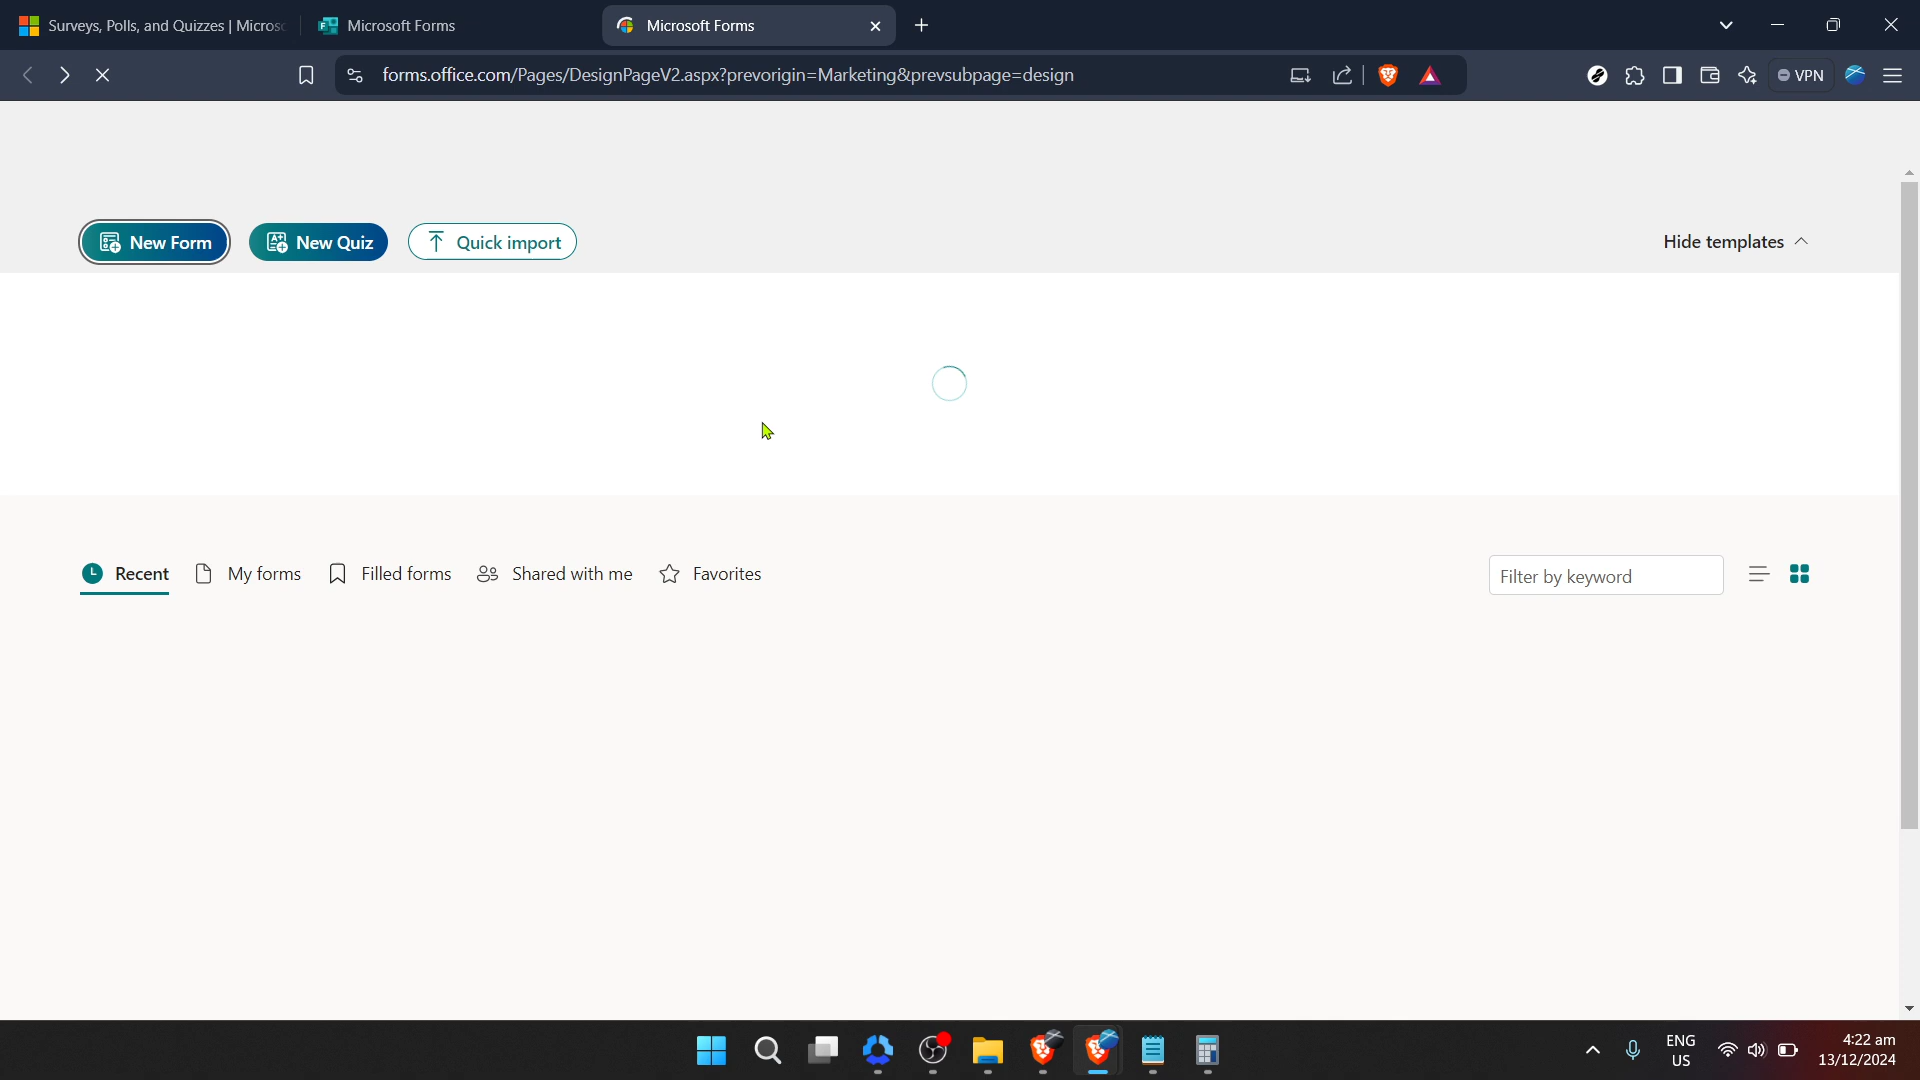 Surveys, Polls, and Quizzes | Micros
Microsoft Forms
Microsoft Forms
forms.office.com/Pages/DesignPageV2.aspx?prevorigin=Marketing&prevsubpage=design
VPN
New Form
New Quiz
Quick import
Hide templates
Recent
My forms
Filled forms
Shared with me
Favorites
Filter by keyword
ENG
US
4:22 am
13/12/2024